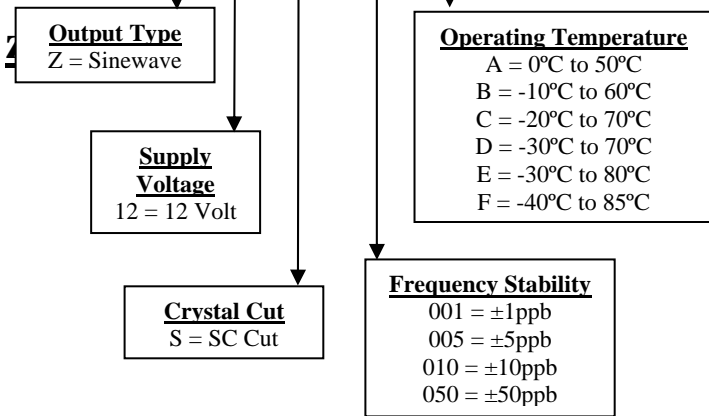 Output Type
Z = Sinewave
Operating Temperature
A = 0ºC to 50ºC
B = -10ºC to 60ºC
C = -20ºC to 70ºC
D = -30ºC to 70ºC
E = -30ºC to 80ºC
F = -40ºC to 85ºC
Supply
Voltage
12 = 12 Volt
Crystal Cut
S = SC Cut
Frequency Stability
001 = ±1ppb
005 = ±5ppb
010 = ±10ppb
050 = ±50ppb